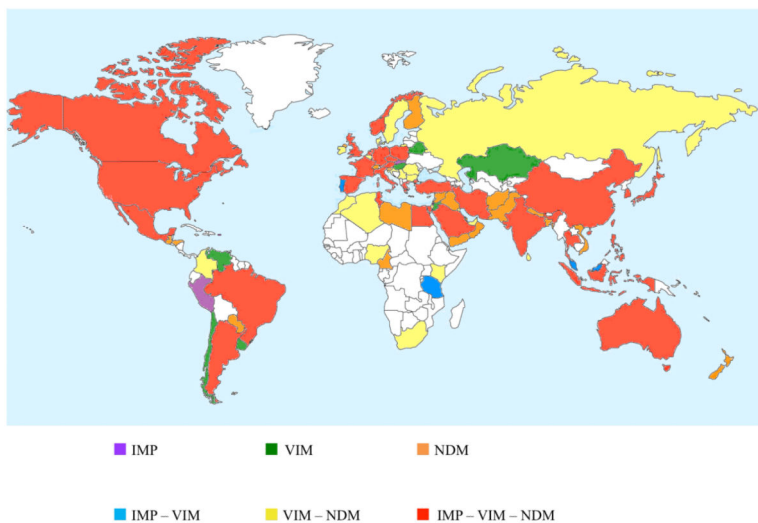 IMP
VIM
NDM
IMP – VIM
VIM – NDM
IMP – VIM – NDM